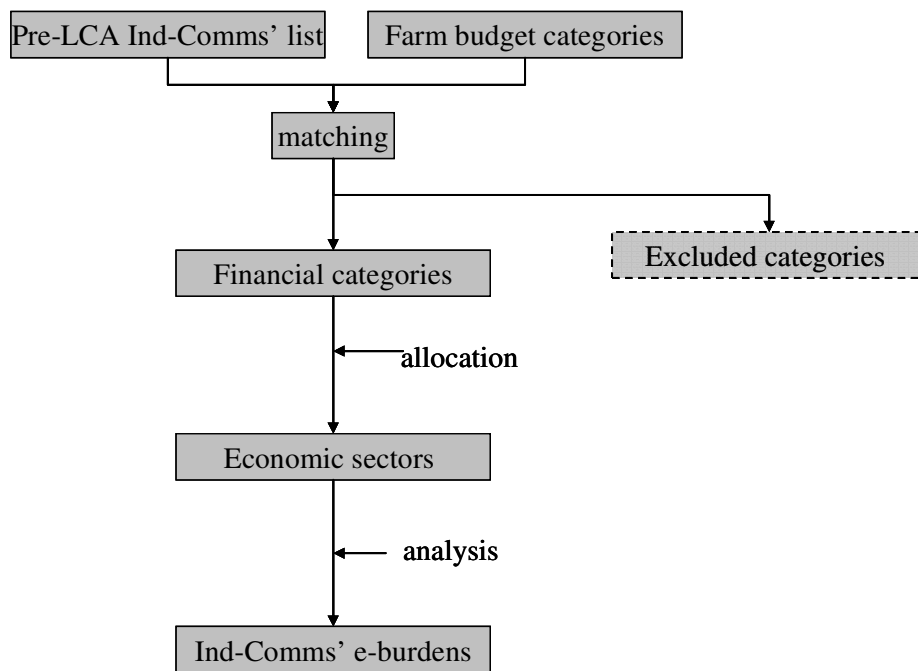 Pre-LCA Ind-Comms' list
Farm budget categories
matching
Excluded categories
Financial categories
allocation
Economic sectors
analysis
Ind-Comms' e-burdens